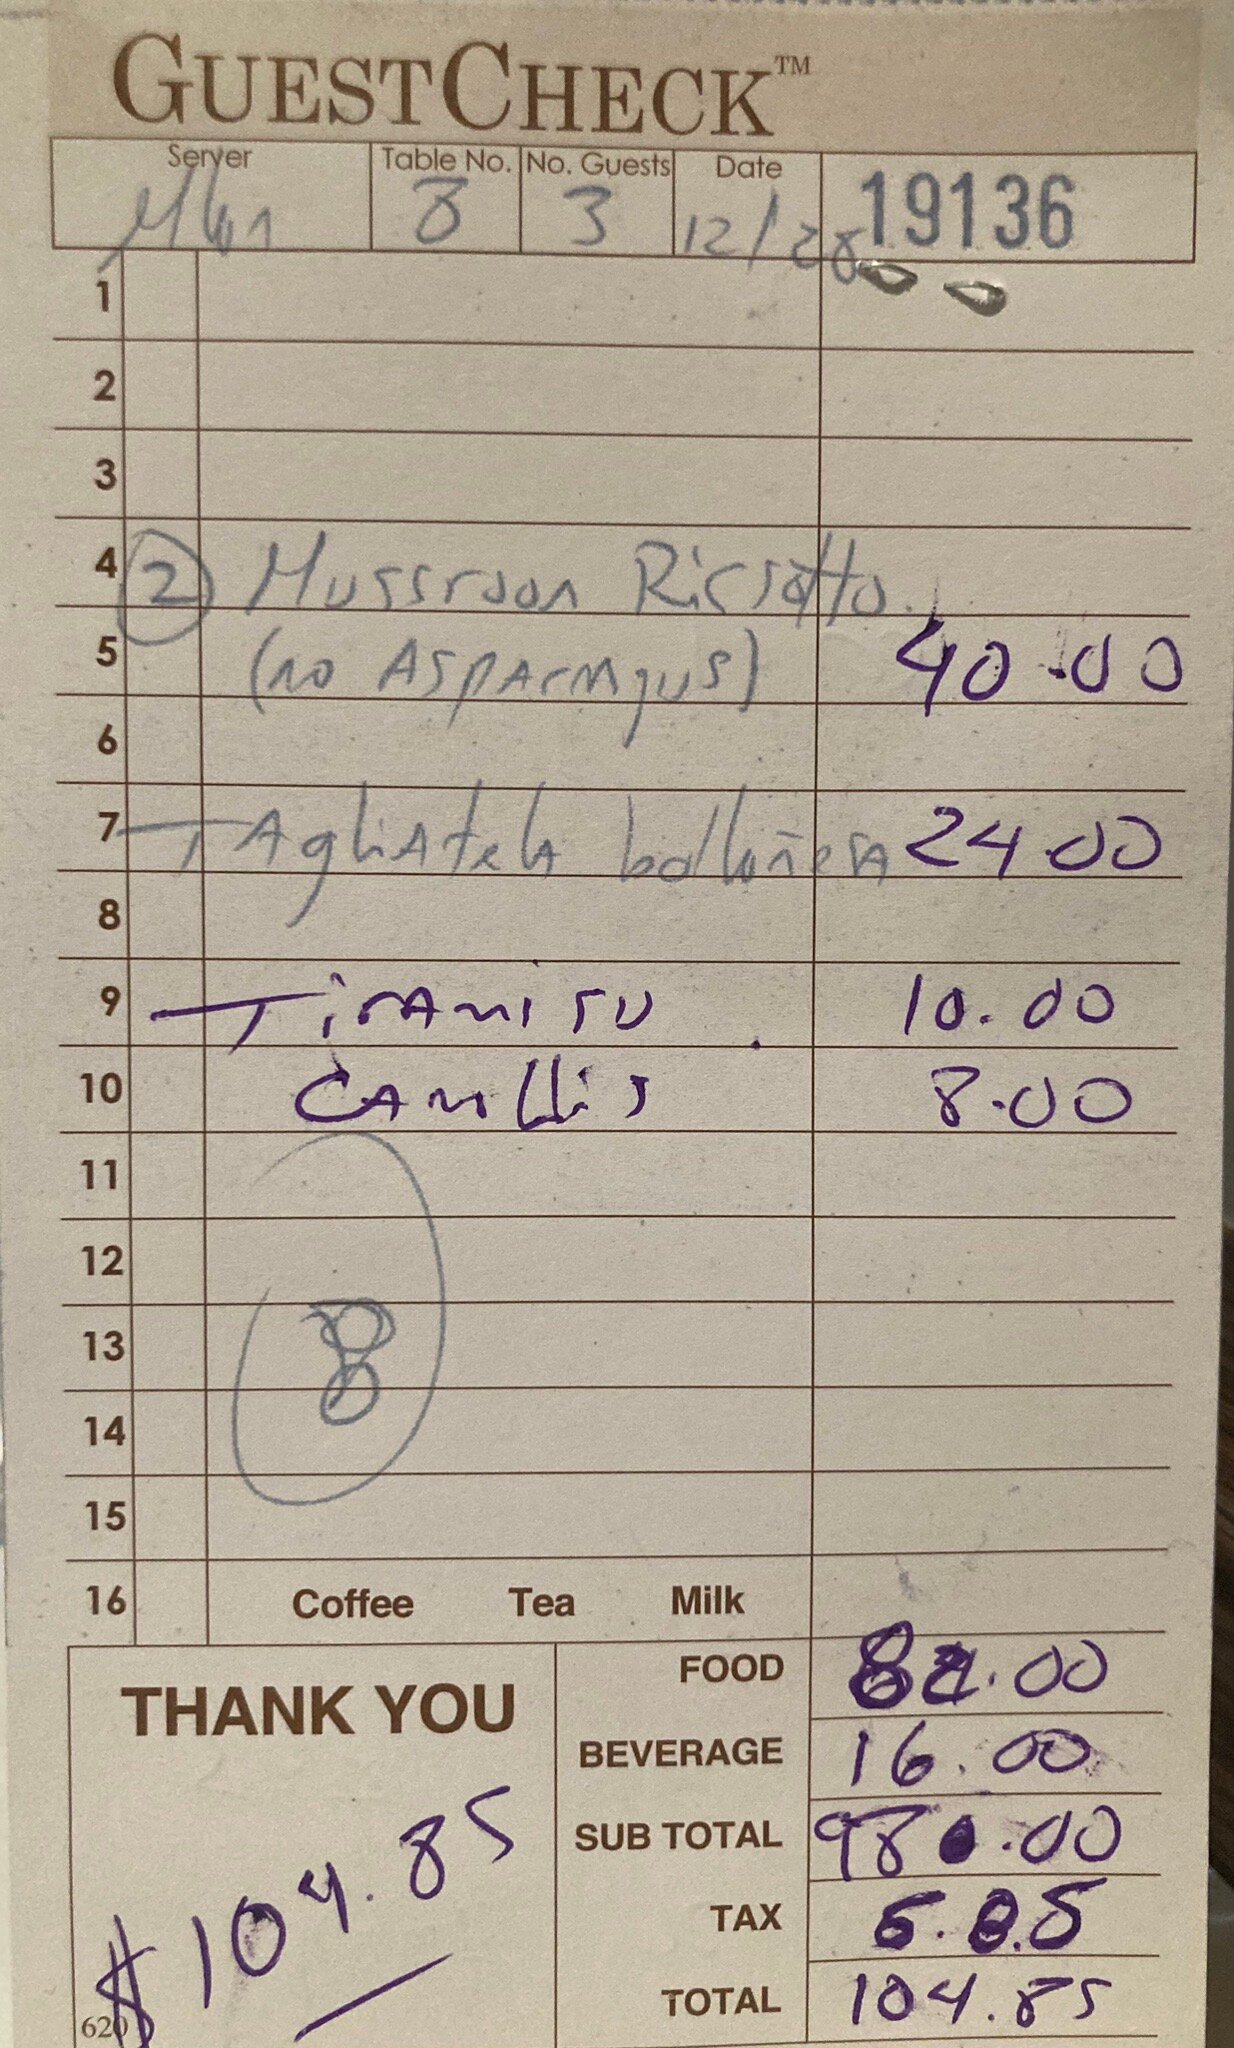 GUESTCHECK™
Server Table No. No. Guests Date
8 3 12/28 19136
1
2
3
4 2 Mussroon Rissotto.
5 (no Asparagus) 40.00
6
7 TAgliAtela bolloñesa 24.00
8
9 TirAmisu 10.00
10 CAnollis 8.00
11
12
13 8
14
15
16 Coffee Tea Milk
FOOD 82.00
THANK YOU
BEVERAGE 16.00
SUB TOTAL 98.00
TAX 6.85
TOTAL 104.85
$104.85
620